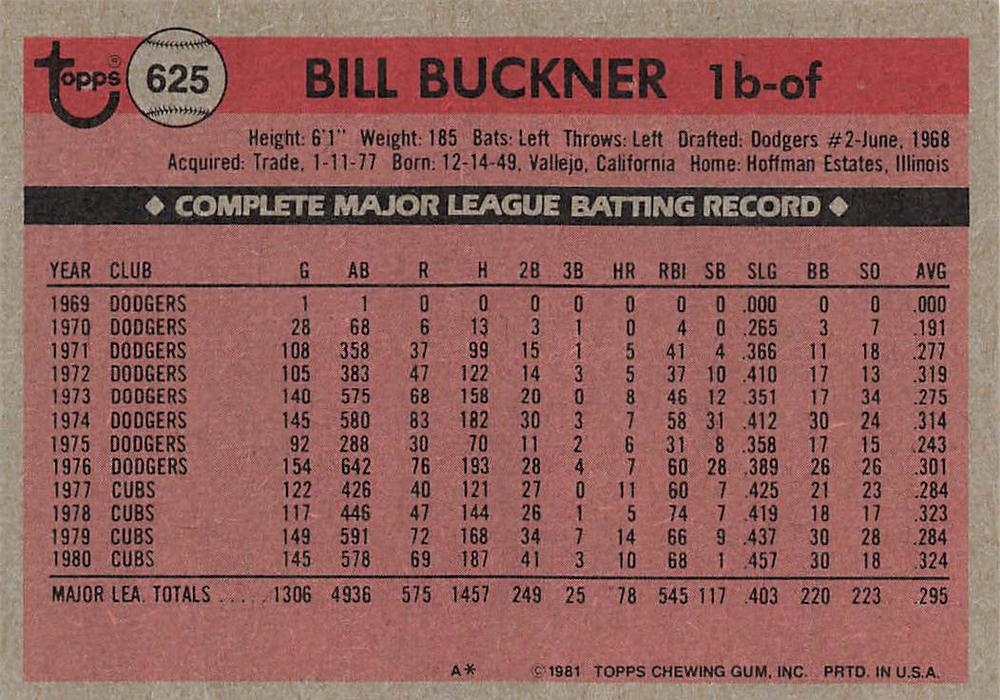 topps® 625 BILL BUCKNER 1b-of
Height: 6'1" Weight: 185 Bats: Left Throws: Left Drafted: Dodgers #2-June, 1968
Acquired: Trade, 1-11-77 Born: 12-14-49, Vallejo, California Home: Hoffman Estates, Illinois
◆ COMPLETE MAJOR LEAGUE BATTING RECORD ◆
YEAR CLUB G AB R H 2B 3B HR RBI SB SLG BB SO AVG
1969 DODGERS 1 1 0 0 0 0 0 0 0 .000 0 0 .000
1970 DODGERS 28 68 6 13 3 1 0 4 0 .265 3 7 .191
1971 DODGERS 108 358 37 99 15 1 5 41 4 .366 11 18 .277
1972 DODGERS 105 383 47 122 14 3 5 37 10 .410 17 13 .319
1973 DODGERS 140 575 68 158 20 0 8 46 12 .351 17 34 .275
1974 DODGERS 145 580 83 182 30 3 7 58 31 .412 30 24 .314
1975 DODGERS 92 288 30 70 11 2 6 31 8 .358 17 15 .243
1976 DODGERS 154 642 76 193 28 4 7 60 28 .389 26 26 .301
1977 CUBS 122 426 40 121 27 0 11 60 7 .425 21 23 .284
1978 CUBS 117 446 47 144 26 1 5 74 7 .419 18 17 .323
1979 CUBS 149 591 72 168 34 7 14 66 9 .437 30 28 .284
1980 CUBS 145 578 69 187 41 3 10 68 1 .457 30 18 .324
MAJOR LEA. TOTALS ..... 1306 4936 575 1457 249 25 78 545 117 .403 220 223 .295
A* ©1981 TOPPS CHEWING GUM, INC. PRTD. IN U.S.A.